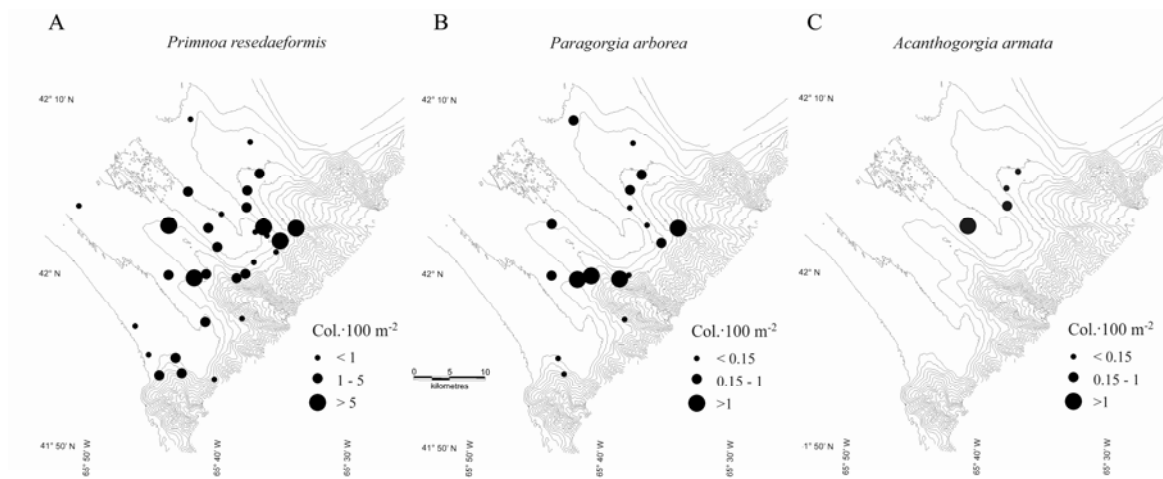 A
Primnoa resedaeformis
42° 10' N
42° N
41° 50' N
65° 50' W
65° 40' W
65° 30' W
Col.·100 m⁻²
< 1
1 - 5
> 5
0 5 10
kilometres
B
Paragorgia arborea
42° 10' N
42° N
41° 50' N
65° 40' W
65° 30' W
Col.·100 m⁻²
< 0.15
0.15 - 1
>1
C
Acanthogorgia armata
42° 10' N
42° N
1° 50' N
65° 50' W
65° 40' W
65° 30' W
Col.·100 m⁻²
< 0.15
0.15 - 1
>1